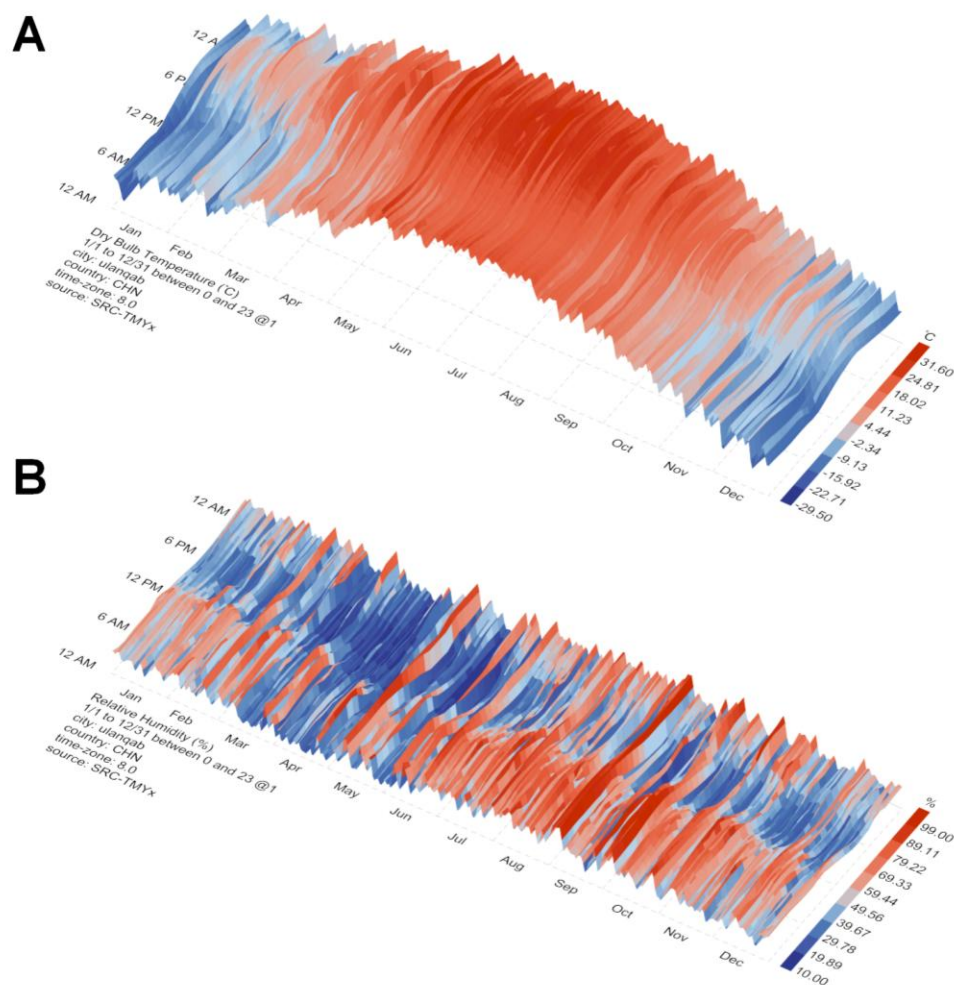 A
12 A
6 P
12 PM
6 AM
12 AM
Jan
Feb
Mar
Apr
May
Jun
Jul
Aug
Sep
Oct
Nov
Dec
Dry Bulb Temperature (°C)
1/1 to 12/31 between 0 and 23 @1
city: ulanqab
country: CHN
time-zone: 8.0
source: SRC-TMYx
°C
31.60
24.81
18.02
11.23
4.44
-2.34
-9.13
-15.92
-22.71
-29.50
B
12 AM
6 PM
12 PM
6 AM
12 AM
Jan
Feb
Mar
Apr
May
Jun
Jul
Aug
Sep
Oct
Nov
Dec
Relative Humidity (%)
1/1 to 12/31 between 0 and 23 @1
city: ulanqab
country: CHN
time-zone: 8.0
source: SRC-TMYx
%
99.00
89.11
79.22
69.33
59.44
49.56
39.67
29.78
19.89
10.00